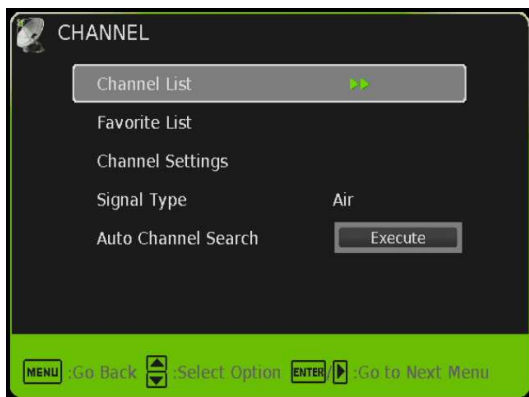 CHANNEL
Channel List
Favorite List
Channel Settings
Signal Type Air
Auto Channel Search Execute
MENU :Go Back :Select Option ENTER/ :Go to Next Menu